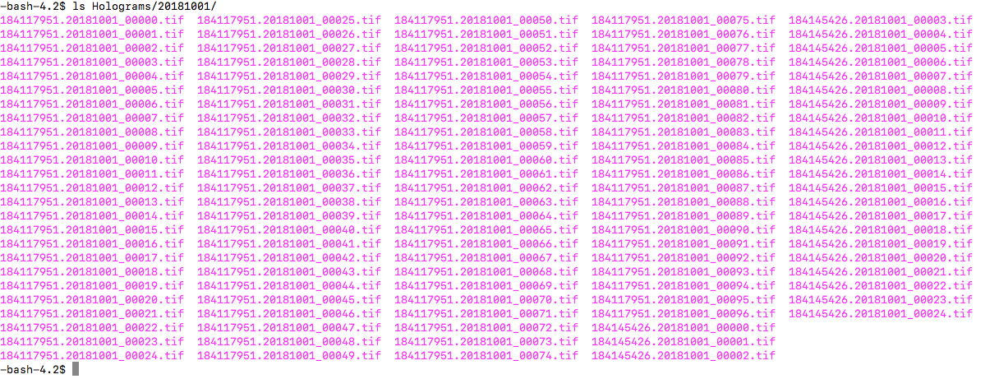 -bash-4.2$ ls Holograms/20181001/
184117951.20181001_00000.tif  184117951.20181001_00025.tif  184117951.20181001_00050.tif  184117951.20181001_00075.tif  184145426.20181001_00003.tif
184117951.20181001_00001.tif  184117951.20181001_00026.tif  184117951.20181001_00051.tif  184117951.20181001_00076.tif  184145426.20181001_00004.tif
184117951.20181001_00002.tif  184117951.20181001_00027.tif  184117951.20181001_00052.tif  184117951.20181001_00077.tif  184145426.20181001_00005.tif
184117951.20181001_00003.tif  184117951.20181001_00028.tif  184117951.20181001_00053.tif  184117951.20181001_00078.tif  184145426.20181001_00006.tif
184117951.20181001_00004.tif  184117951.20181001_00029.tif  184117951.20181001_00054.tif  184117951.20181001_00079.tif  184145426.20181001_00007.tif
184117951.20181001_00005.tif  184117951.20181001_00030.tif  184117951.20181001_00055.tif  184117951.20181001_00080.tif  184145426.20181001_00008.tif
184117951.20181001_00006.tif  184117951.20181001_00031.tif  184117951.20181001_00056.tif  184117951.20181001_00081.tif  184145426.20181001_00009.tif
184117951.20181001_00007.tif  184117951.20181001_00032.tif  184117951.20181001_00057.tif  184117951.20181001_00082.tif  184145426.20181001_00010.tif
184117951.20181001_00008.tif  184117951.20181001_00033.tif  184117951.20181001_00058.tif  184117951.20181001_00083.tif  184145426.20181001_00011.tif
184117951.20181001_00009.tif  184117951.20181001_00034.tif  184117951.20181001_00059.tif  184117951.20181001_00084.tif  184145426.20181001_00012.tif
184117951.20181001_00010.tif  184117951.20181001_00035.tif  184117951.20181001_00060.tif  184117951.20181001_00085.tif  184145426.20181001_00013.tif
184117951.20181001_00011.tif  184117951.20181001_00036.tif  184117951.20181001_00061.tif  184117951.20181001_00086.tif  184145426.20181001_00014.tif
184117951.20181001_00012.tif  184117951.20181001_00037.tif  184117951.20181001_00062.tif  184117951.20181001_00087.tif  184145426.20181001_00015.tif
184117951.20181001_00013.tif  184117951.20181001_00038.tif  184117951.20181001_00063.tif  184117951.20181001_00088.tif  184145426.20181001_00016.tif
184117951.20181001_00014.tif  184117951.20181001_00039.tif  184117951.20181001_00064.tif  184117951.20181001_00089.tif  184145426.20181001_00017.tif
184117951.20181001_00015.tif  184117951.20181001_00040.tif  184117951.20181001_00065.tif  184117951.20181001_00090.tif  184145426.20181001_00018.tif
184117951.20181001_00016.tif  184117951.20181001_00041.tif  184117951.20181001_00066.tif  184117951.20181001_00091.tif  184145426.20181001_00019.tif
184117951.20181001_00017.tif  184117951.20181001_00042.tif  184117951.20181001_00067.tif  184117951.20181001_00092.tif  184145426.20181001_00020.tif
184117951.20181001_00018.tif  184117951.20181001_00043.tif  184117951.20181001_00068.tif  184117951.20181001_00093.tif  184145426.20181001_00021.tif
184117951.20181001_00019.tif  184117951.20181001_00044.tif  184117951.20181001_00069.tif  184117951.20181001_00094.tif  184145426.20181001_00022.tif
184117951.20181001_00020.tif  184117951.20181001_00045.tif  184117951.20181001_00070.tif  184117951.20181001_00095.tif  184145426.20181001_00023.tif
184117951.20181001_00021.tif  184117951.20181001_00046.tif  184117951.20181001_00071.tif  184117951.20181001_00096.tif  184145426.20181001_00024.tif
184117951.20181001_00022.tif  184117951.20181001_00047.tif  184117951.20181001_00072.tif  184145426.20181001_00000.tif
184117951.20181001_00023.tif  184117951.20181001_00048.tif  184117951.20181001_00073.tif  184145426.20181001_00001.tif
184117951.20181001_00024.tif  184117951.20181001_00049.tif  184117951.20181001_00074.tif  184145426.20181001_00002.tif
-bash-4.2$